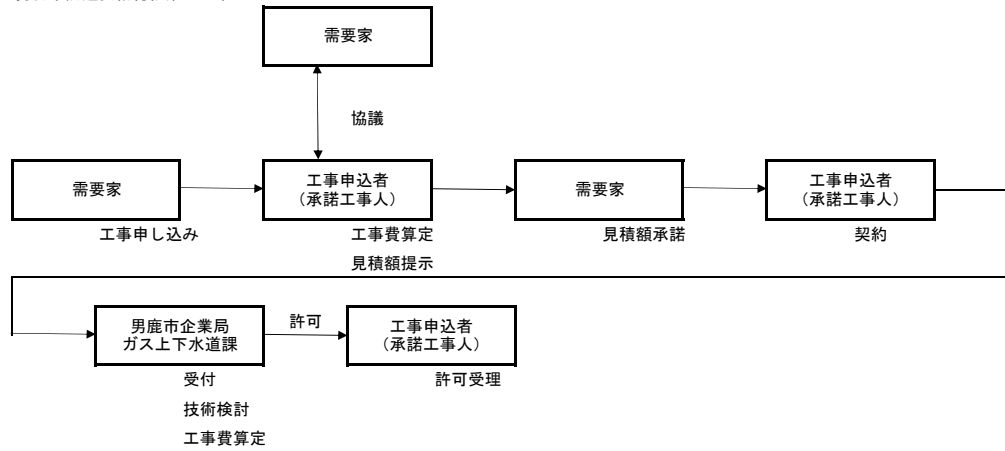 需要家
協議
需要家
工事申込者
（承諾工事人）
需要家
工事申込者
（承諾工事人）
工事申し込み
工事費算定
見積額承諾
契約
見積額提示
男鹿市企業局
ガス上下水道課
許可
工事申込者
（承諾工事人）
受付
許可受理
技術検討
工事費算定